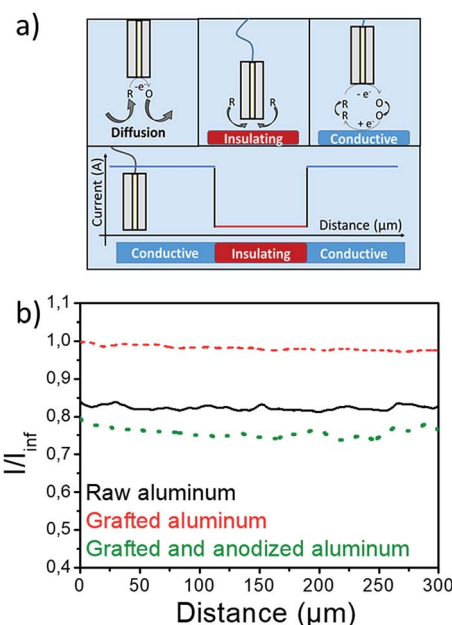 a)
-e-
R O
Diffusion
R R
Insulating
- e-
R O
R O
+ e-
Conductive
Current (A)
Distance (µm)
Conductive Insulating Conductive
b)
1,1
1,0
0,9
0,8
0,7
0,6
0,5
0,4
I/Iinf
Raw aluminum
Grafted aluminum
Grafted and anodized aluminum
0 50 100 150 200 250 300
Distance (µm)